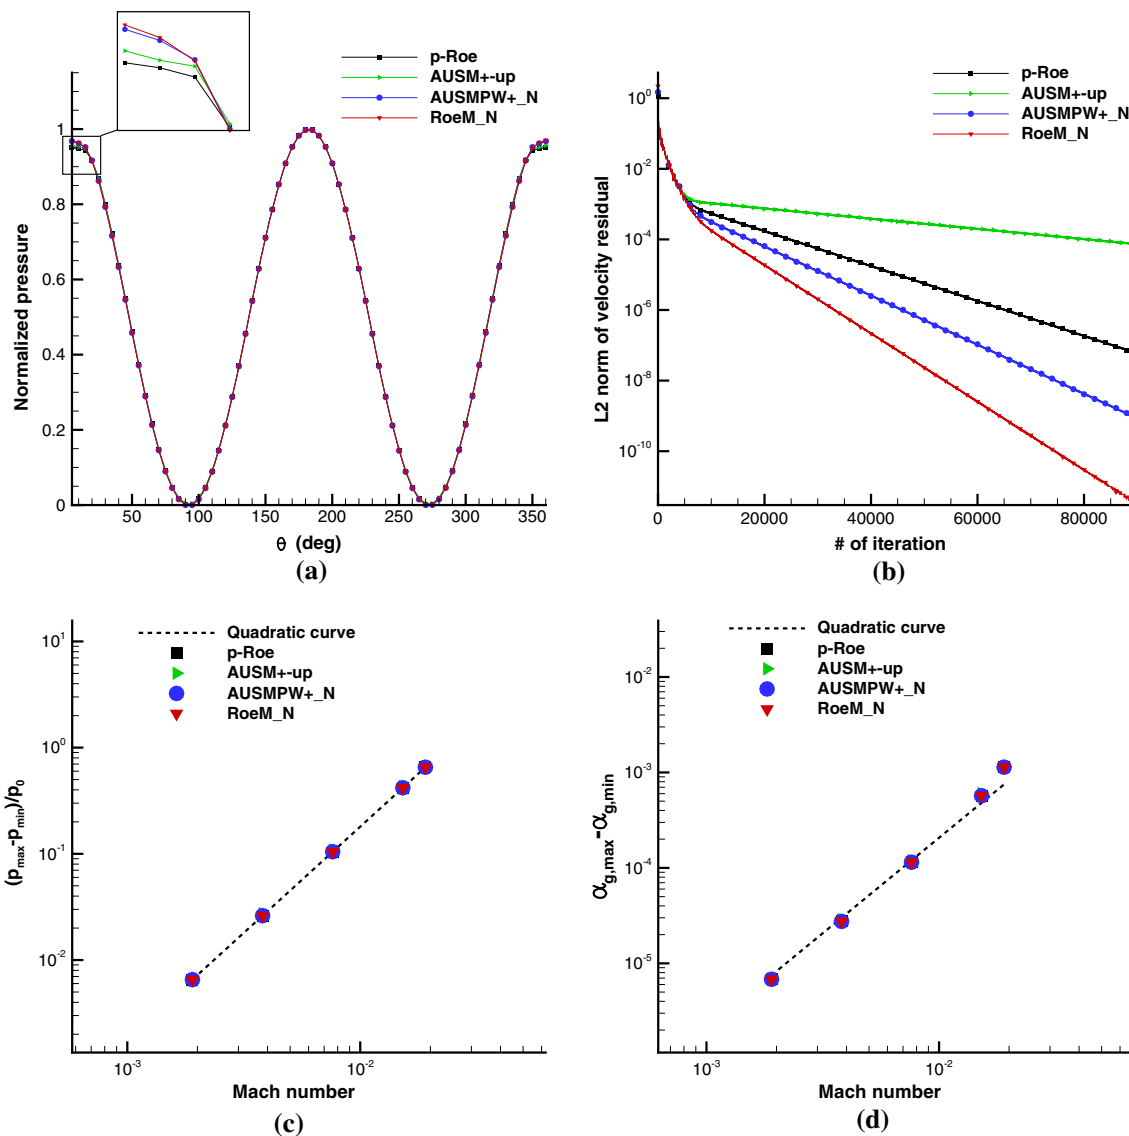 p-Roe
AUSM+-up
AUSMPW+_N
RoeM_N
Normalized pressure
1
0.8
0.6
0.4
0.2
0
50
100
150
200
250
300
350
θ (deg)
(a)
p-Roe
AUSM+-up
AUSMPW+_N
RoeM_N
L2 norm of velocity residual
10^0
10^-2
10^-4
10^-6
10^-8
10^-10
0
20000
40000
60000
80000
# of iteration
(b)
Quadratic curve
p-Roe
AUSM+-up
AUSMPW+_N
RoeM_N
(p_max-p_min)/p_0
10^1
10^0
10^-1
10^-2
10^-3
10^-2
Mach number
(c)
Quadratic curve
p-Roe
AUSM+-up
AUSMPW+_N
RoeM_N
α_g,max-α_g,min
10^-2
10^-3
10^-4
10^-5
10^-3
10^-2
Mach number
(d)